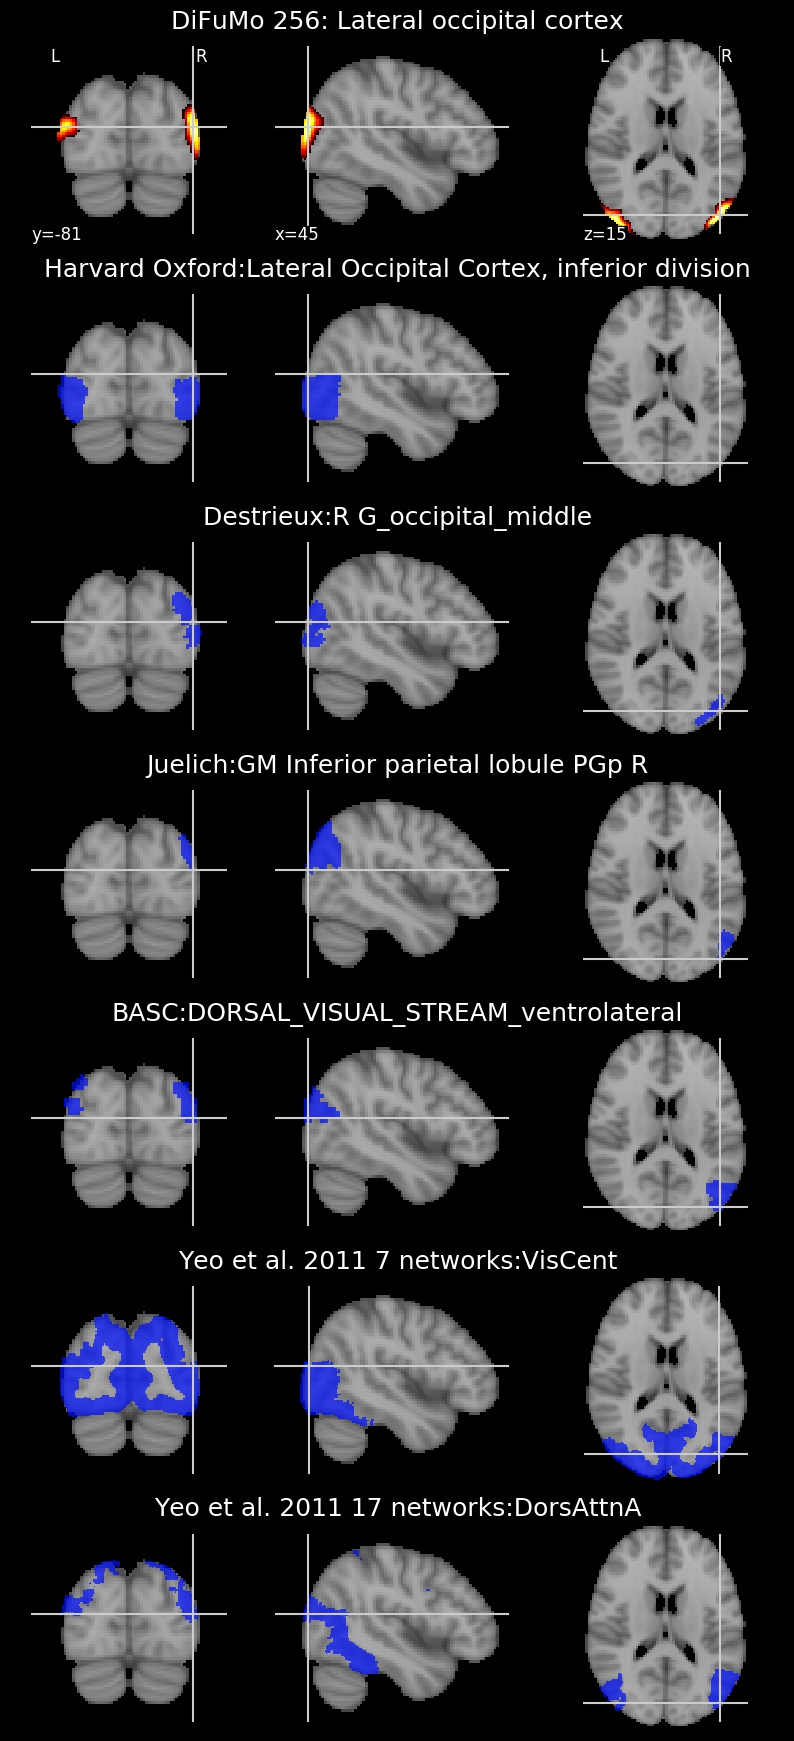 DiFuMo 256: Lateral occipital cortex
L R L R
y=-81 x=45 z=15
Harvard Oxford:Lateral Occipital Cortex, inferior division
Destrieux:R G_occipital_middle
Juelich:GM Inferior parietal lobule PGp R
BASC:DORSAL_VISUAL_STREAM_ventrolateral
Yeo et al. 2011 7 networks:VisCent
Yeo et al. 2011 17 networks:DorsAttnA